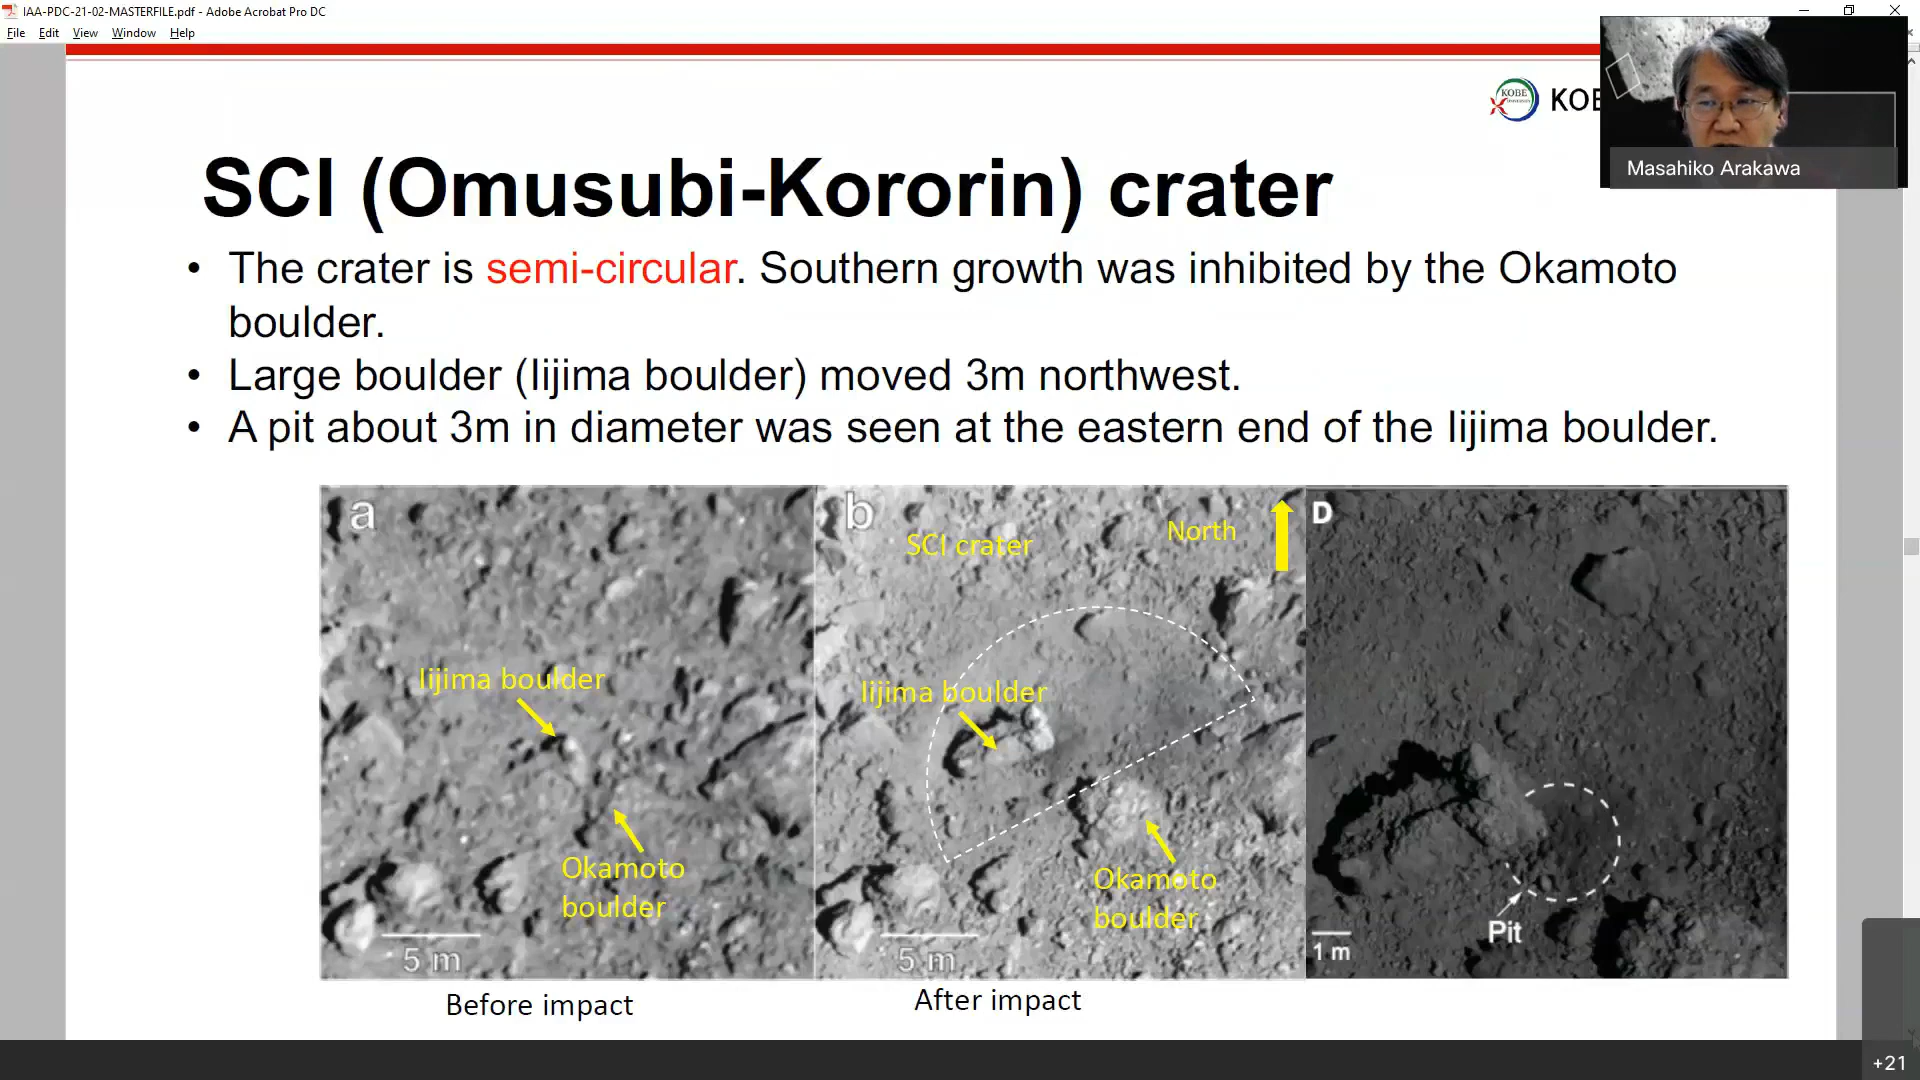 IAA-PDC-21-02-MASTERFILE.pdf - Adobe Acrobat Pro DC
File Edit View Window Help
KOBE
UNIVERSITY
KOBE
Masahiko Arakawa
SCI (Omusubi-Kororin) crater
• The crater is semi-circular. Southern growth was inhibited by the Okamoto
boulder.
• Large boulder (Iijima boulder) moved 3m northwest.
• A pit about 3m in diameter was seen at the eastern end of the Iijima boulder.
a
Iijima boulder
Okamoto
boulder
5 m
Before impact
b
SCI crater
North
Iijima boulder
Okamoto
boulder
5 m
After impact
D
Pit
1 m
+21